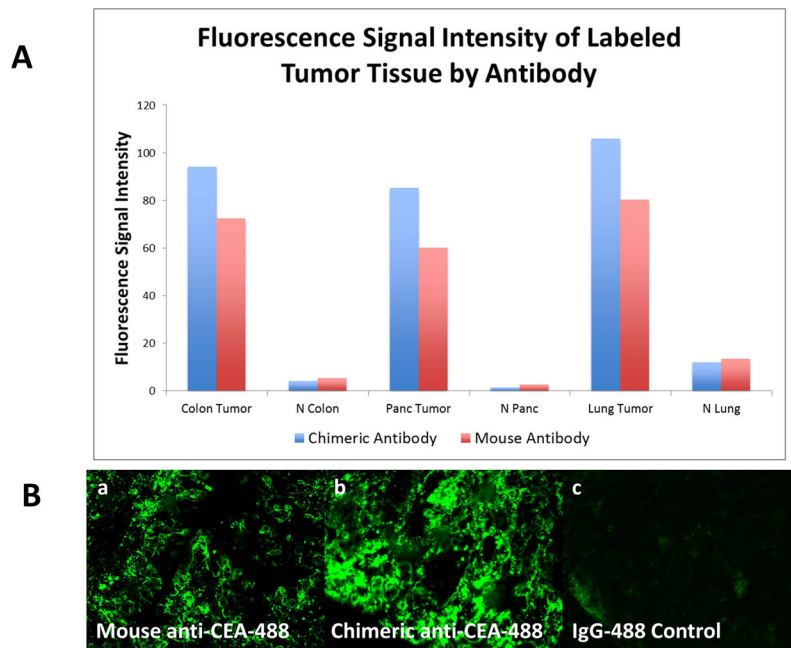 A
Fluorescence Signal Intensity of Labeled
Tumor Tissue by Antibody
Fluorescence Signal Intensity
120
100
80
60
40
20
0
Colon Tumor N Colon Panc Tumor N Panc Lung Tumor N Lung
Chimeric Antibody Mouse Antibody
B
a b c
Mouse anti-CEA-488 Chimeric anti-CEA-488 IgG-488 Control